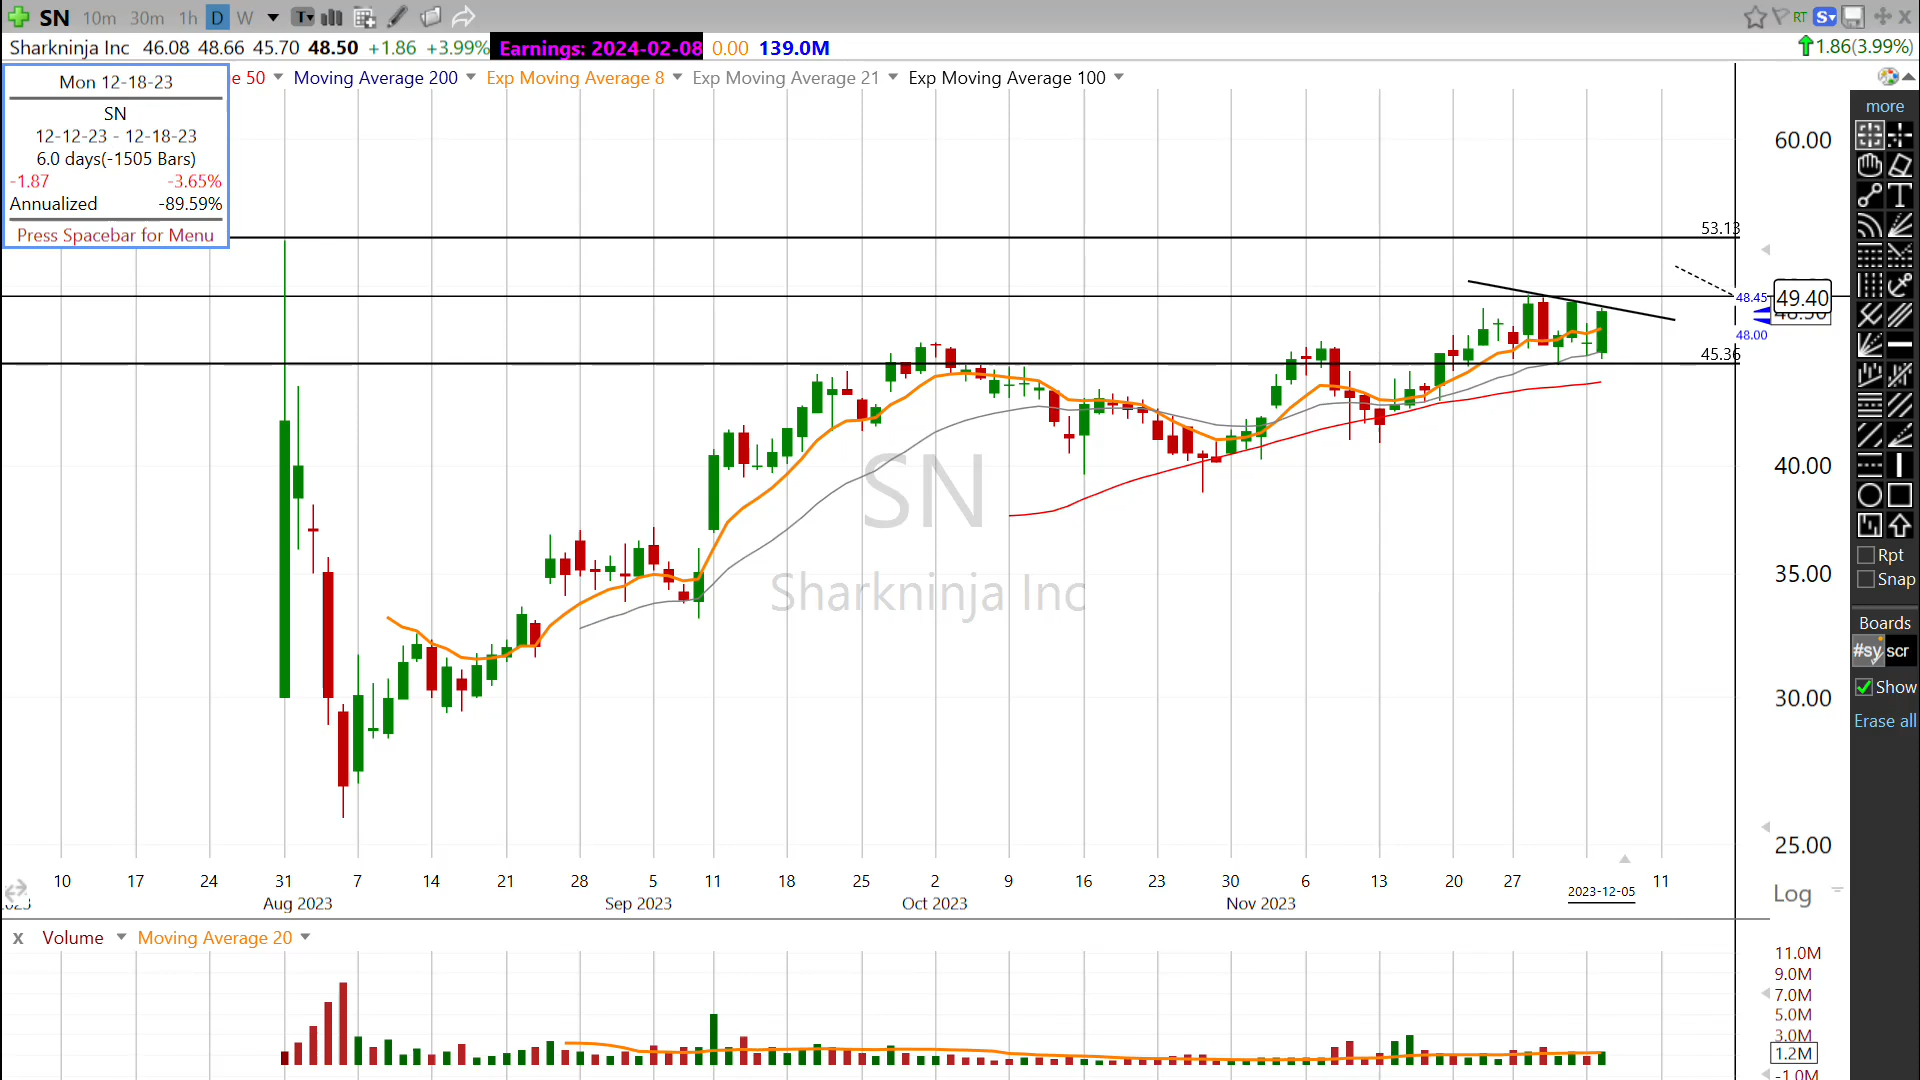 SN 10m 30m 1h D W T RT S
Sharkninja Inc 46.08 48.66 45.70 48.50 +1.86 +3.99% Earnings: 2024-02-08 0.00 139.0M 1.86(3.99%)
Mon 12-18-23
SN
12-12-23 - 12-18-23
6.0 days(-1505 Bars)
-1.87 -3.65%
Annualized -89.59%
Press Spacebar for Menu
e 50 Moving Average 200 Exp Moving Average 8 Exp Moving Average 21 Exp Moving Average 100
more
60.00
53.13
48.45
49.40
48.00
45.36
SN
Sharkninja Inc
40.00
35.00
30.00
25.00
T
Rpt
Snap
Boards
#sy scr
Show
Erase all
10 17 24 31 7 14 21 28 5 11 18 25 2 9 16 23 30 6 13 20 27 2023-12-05 11
Aug 2023 Sep 2023 Oct 2023 Nov 2023
Log
x Volume Moving Average 20
11.0M
9.0M
7.0M
5.0M
3.0M
1.2M
-1.0M